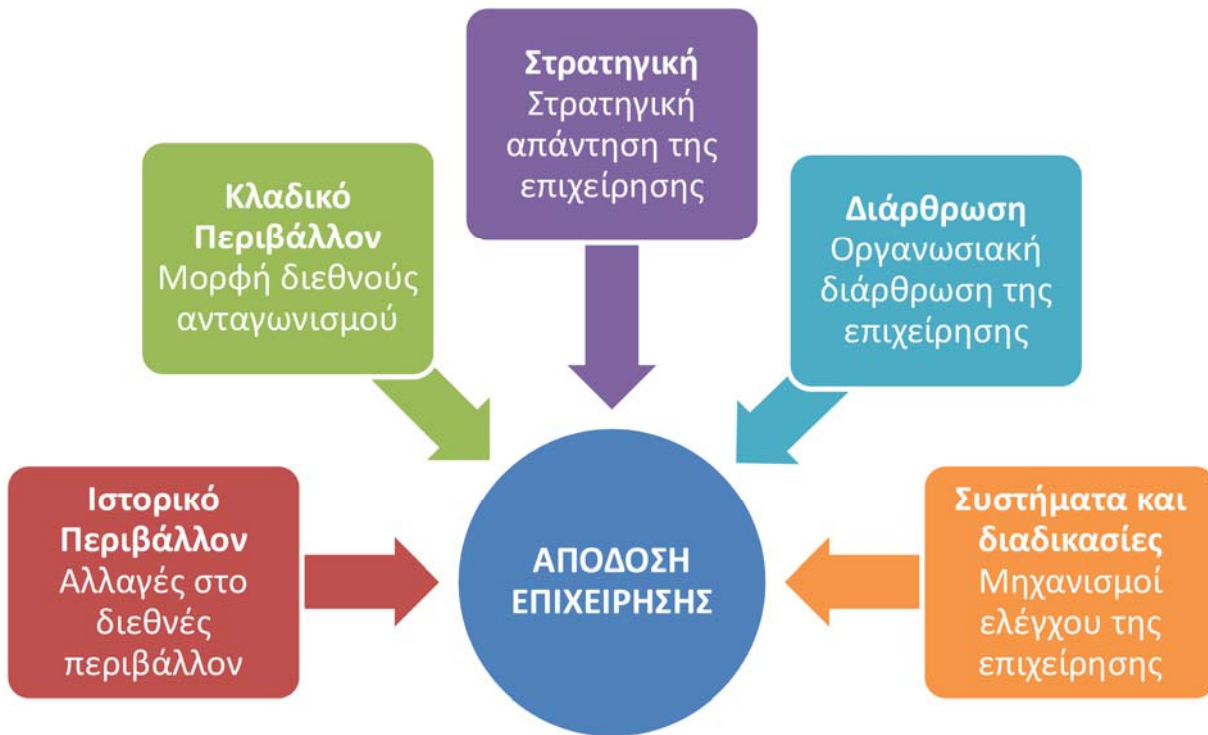 Στρατηγική
Στρατηγική
απάντηση της
επιχείρησης
Κλαδικό
Περιβάλλον
Μορφή διεθνούς
ανταγωνισμού
Διάρθρωση
Οργανωσιακή
διάρθρωση της
επιχείρησης
Ιστορικό
Περιβάλλον
Αλλαγές στο
διεθνές
περιβάλλον
ΑΠΟΔΟΣΗ
ΕΠΙΧΕΙΡΗΣΗΣ
Συστήματα και
διαδικασίες
Μηχανισμοί
ελέγχου της
επιχείρησης